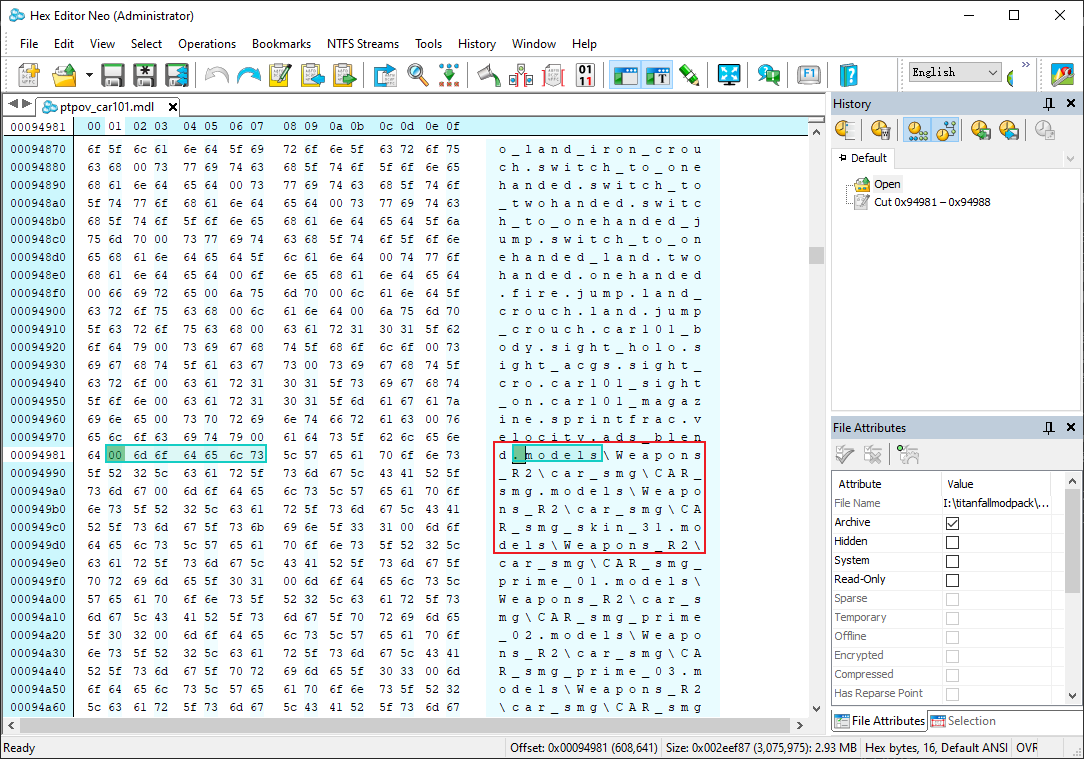 Hex Editor Neo (Administrator)
File Edit View Select Operations Bookmarks NTFS Streams Tools History Window Help
English
ptpov_car101.mdl
00094981 00 01 02 03 04 05 06 07 08 09 0a 0b 0c 0d 0e 0f
00094870 6f 5f 6c 61 6e 64 5f 69 72 6f 6e 5f 63 72 6f 75 o_land_iron_crou
00094880 63 68 00 73 77 69 74 63 68 5f 74 6f 5f 6f 6e 65 ch.switch_to_one
00094890 68 61 6e 64 65 64 00 73 77 69 74 63 68 5f 74 6f handed.switch_to
000948a0 5f 74 77 6f 68 61 6e 64 65 64 00 73 77 69 74 63 _twohanded.switc
000948b0 68 5f 74 6f 5f 6f 6e 65 68 61 6e 64 65 64 5f 6a h_to_onehanded_j
000948c0 75 6d 70 00 73 77 69 74 63 68 5f 74 6f 5f 6f 6e ump.switch_to_on
000948d0 65 68 61 6e 64 65 64 5f 6c 61 6e 64 00 74 77 6f ehanded_land.two
000948e0 68 61 6e 64 65 64 00 6f 6e 65 68 61 6e 64 65 64 handed.onehanded
000948f0 00 66 69 72 65 00 6a 75 6d 70 00 6c 61 6e 64 5f .fire.jump.land_
00094900 63 72 6f 75 63 68 00 6c 61 6e 64 00 6a 75 6d 70 crouch.land.jump
00094910 5f 63 72 6f 75 63 68 00 63 61 72 31 30 31 5f 62 _crouch.car101_b
00094920 6f 64 79 00 73 69 67 68 74 5f 68 6f 6c 6f 00 73 ody.sight_holo.s
00094930 69 67 68 74 5f 61 63 67 73 00 73 69 67 68 74 5f ight_acgs.sight_
00094940 63 72 6f 00 63 61 72 31 30 31 5f 73 69 67 68 74 cro.car101_sight
00094950 5f 6f 6e 00 63 61 72 31 30 31 5f 6d 61 67 61 7a _on.car101_magaz
00094960 69 6e 65 00 73 70 72 69 6e 74 66 72 61 63 00 76 ine.sprintfrac.v
00094970 65 6c 6f 63 69 74 79 00 61 64 73 5f 62 6c 65 6e elocity.ads_blen
00094981 64 00 6d 6f 64 65 6c 73 5c 57 65 61 70 6f 6e 73 d.models\Weapons
00094990 5f 52 32 5c 63 61 72 5f 73 6d 67 5c 43 41 52 5f _R2\car_smg\CAR_
000949a0 73 6d 67 00 6d 6f 64 65 6c 73 5c 57 65 61 70 6f smg.models\Weapo
000949b0 6e 73 5f 52 32 5c 63 61 72 5f 73 6d 67 5c 43 41 ns_R2\car_smg\CA
000949c0 52 5f 73 6d 67 5f 73 6b 69 6e 5f 33 31 00 6d 6f R_smg_skin_31.mo
000949d0 64 65 6c 73 5c 57 65 61 70 6f 6e 73 5f 52 32 5c dels\Weapons_R2\
000949e0 63 61 72 5f 73 6d 67 5c 43 41 52 5f 73 6d 67 5f car_smg\CAR_smg_
000949f0 70 72 69 6d 65 5f 30 31 00 6d 6f 64 65 6c 73 5c prime_01.models\
00094a00 57 65 61 70 6f 6e 73 5f 52 32 5c 63 61 72 5f 73 Weapons_R2\car_s
00094a10 6d 67 5c 43 41 52 5f 73 6d 67 5f 70 72 69 6d 65 mg\CAR_smg_prime
00094a20 5f 30 32 00 6d 6f 64 65 6c 73 5c 57 65 61 70 6f _02.models\Weapo
00094a30 6e 73 5f 52 32 5c 63 61 72 5f 73 6d 67 5c 43 41 ns_R2\car_smg\CA
00094a40 52 5f 73 6d 67 5f 70 72 69 6d 65 5f 30 33 00 6d R_smg_prime_03.m
00094a50 6f 64 65 6c 73 5c 57 65 61 70 6f 6e 73 5f 52 32 odels\Weapons_R2
00094a60 5c 63 61 72 5f 73 6d 67 5c 43 41 52 5f 73 6d 67 \car_smg\CAR_smg
History
Default
Open
Cut 0x94981 – 0x94988
File Attributes
Attribute Value
File Name I:\titanfallmodpack\...
Archive
Hidden
System
Read-Only
Sparse
Temporary
Offline
Encrypted
Compressed
Has Reparse Point
File Attributes Selection
Ready Offset: 0x00094981 (608,641) Size: 0x002eef87 (3,075,975): 2.93 MB Hex bytes, 16, Default ANSI OVR